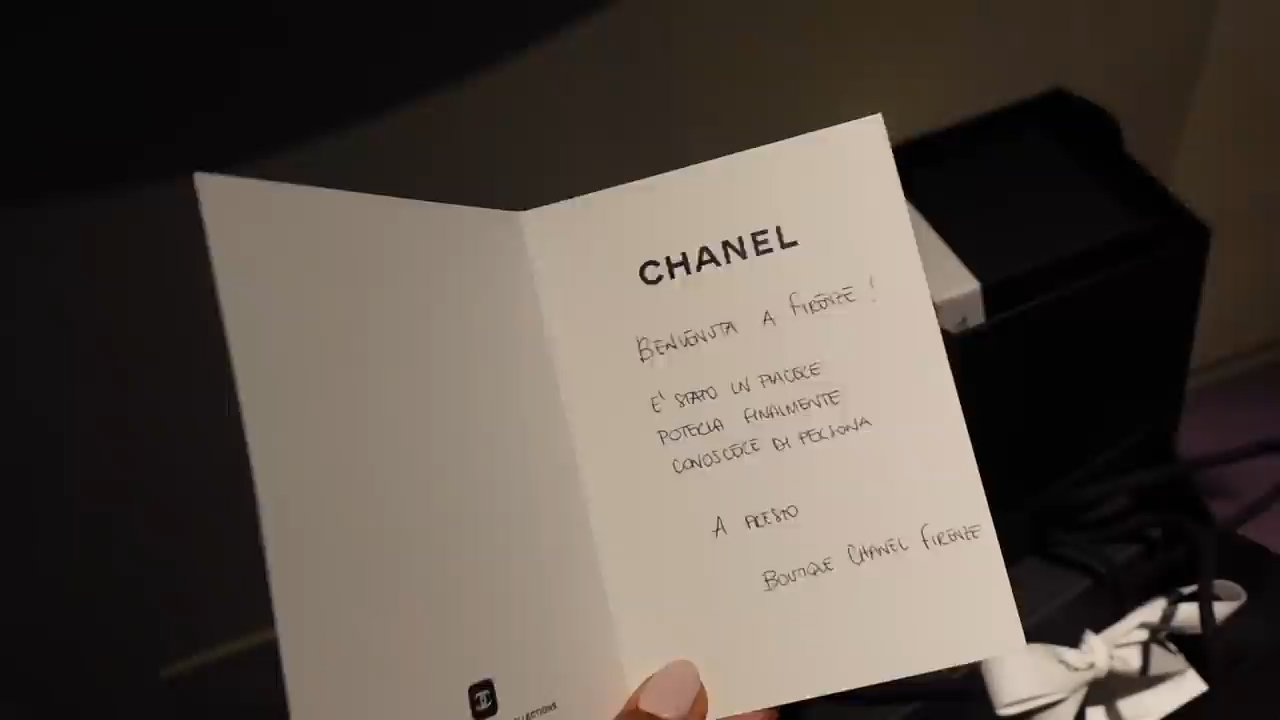 CHANEL
BENVENUTA A FIRENZE!
E' STATO UN PIACERE
POTERLA FINALMENTE
CONOSCERE DI PERSONA
A PRESTO
BOUTIQUE CHANEL FIRENZE